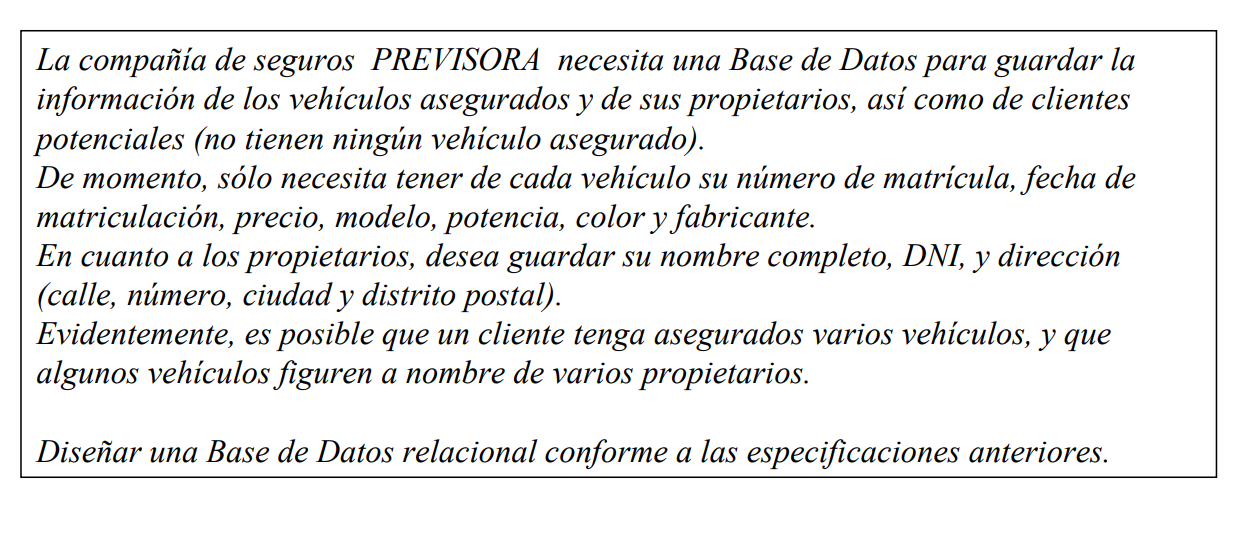 La compañía de seguros PREVISORA necesita una Base de Datos para guardar la
información de los vehículos asegurados y de sus propietarios, así como de clientes
potenciales (no tienen ningún vehículo asegurado).
De momento, sólo necesita tener de cada vehículo su número de matrícula, fecha de
matriculación, precio, modelo, potencia, color y fabricante.
En cuanto a los propietarios, desea guardar su nombre completo, DNI, y dirección
(calle, número, ciudad y distrito postal).
Evidentemente, es posible que un cliente tenga asegurados varios vehículos, y que
algunos vehículos figuren a nombre de varios propietarios.
Diseñar una Base de Datos relacional conforme a las especificaciones anteriores.